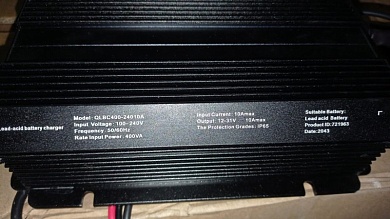 Lead-acid battery charger
Model: QLBC400-24010A
Input Voltage: 100- 240V
Frequency: 50/60Hz
Rate Input Power: 400VA
Input Current: 10Amax
Output: 12-31V 10Amax
The Protection Grades: IP65
Suitable Battery:
Lead acid Battery
Product ID:721963
Date: 2043